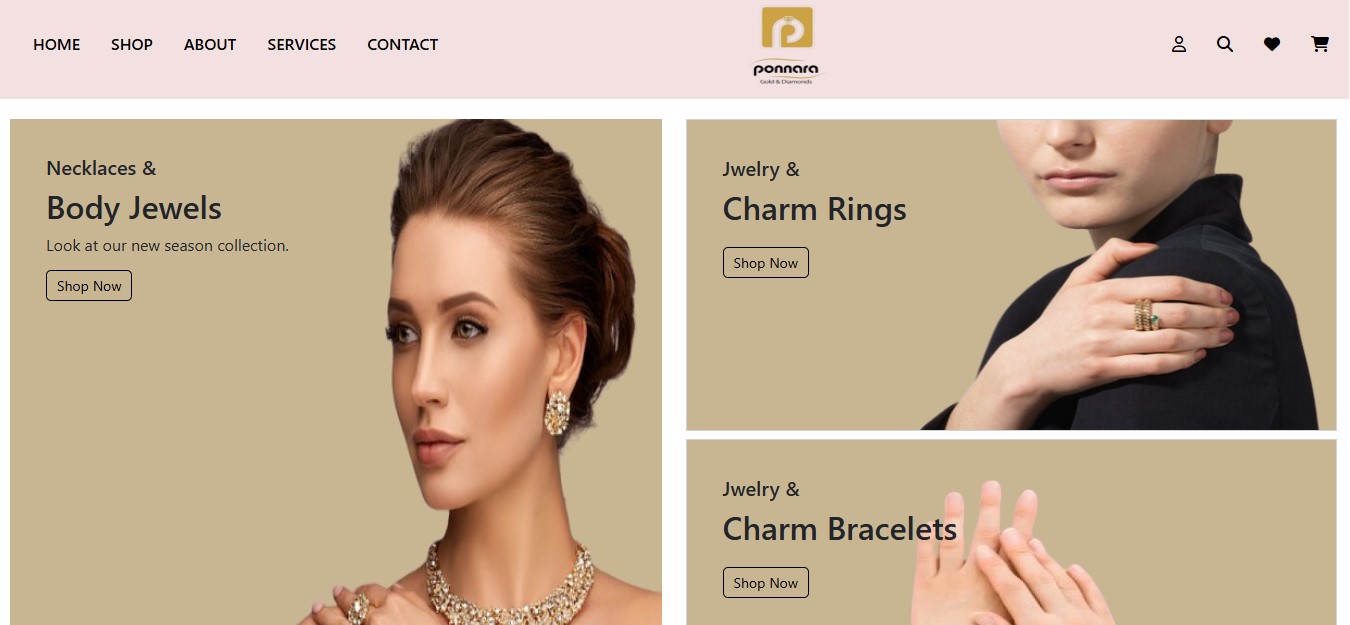 HOME SHOP ABOUT SERVICES CONTACT
ponnara
Gold & Diamonds
Necklaces &
Body Jewels
Look at our new season collection.
Shop Now
Jwelry &
Charm Rings
Shop Now
Jwelry &
Charm Bracelets
Shop Now